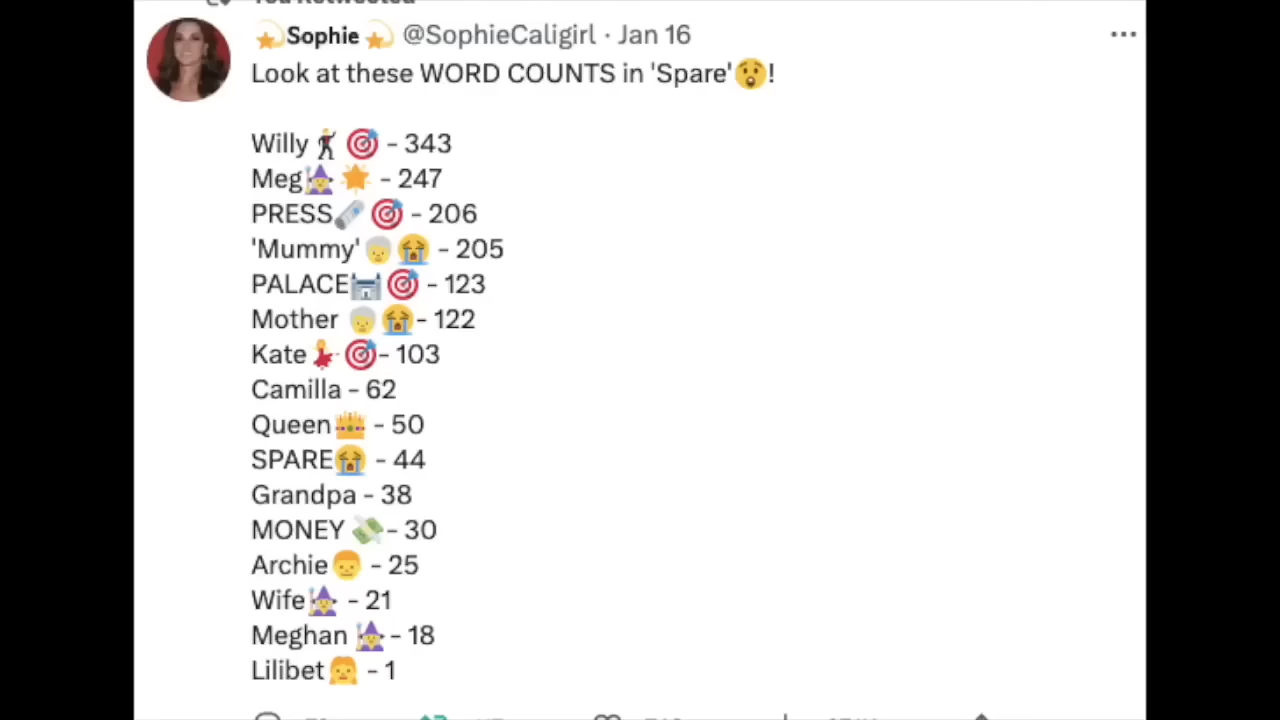 💫Sophie💫 @SophieCaligirl · Jan 16
Look at these WORD COUNTS in 'Spare'😲!
Willy🕺🎯 - 343
Meg🧙‍♀️🌟 - 247
PRESS🗞️🎯 - 206
'Mummy'👩‍🦳😭 - 205
PALACE🏰🎯 - 123
Mother 👩‍🦳😭- 122
Kate💃🎯- 103
Camilla - 62
Queen👑 - 50
SPARE😭 - 44
Grandpa - 38
MONEY 💸- 30
Archie👨‍🦰 - 25
Wife🧙‍♀️ - 21
Meghan 🧙‍♀️- 18
Lilibet👧 - 1